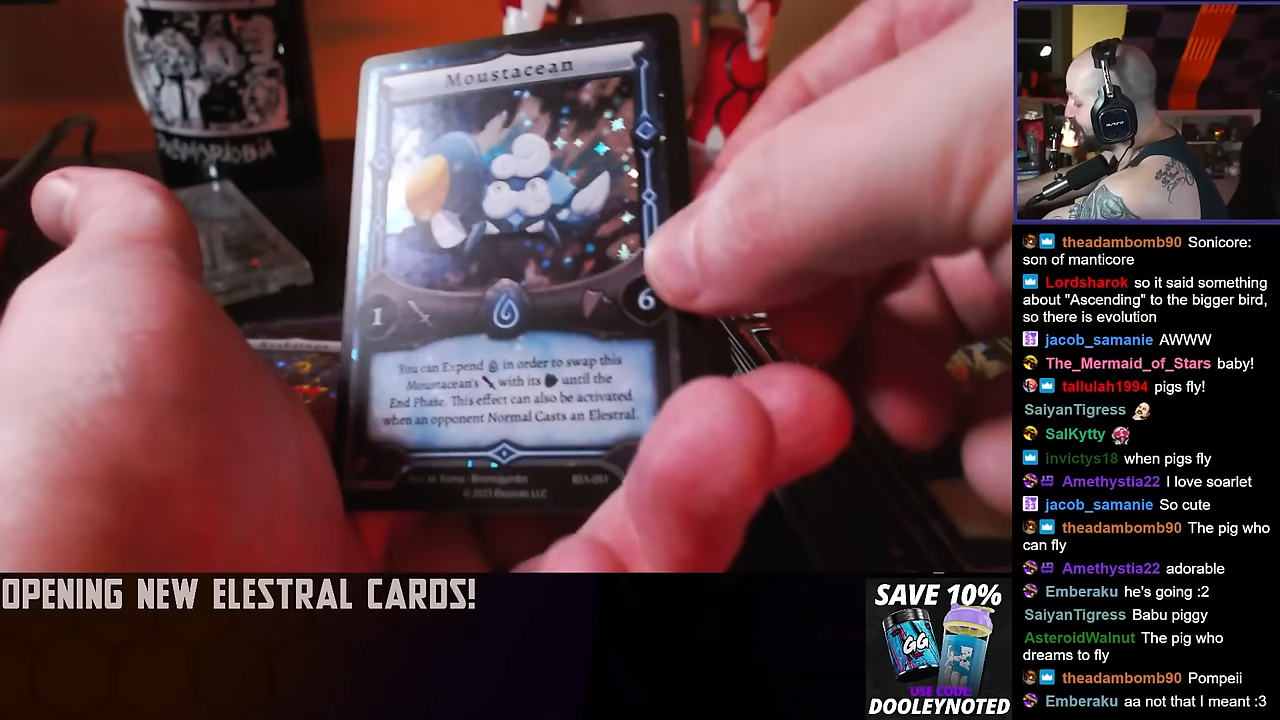 Moustacean
1
6
You can Expend in order to swap this
Moustacean's with its until the
End Phase. This effect can also be activated
when an opponent Normal Casts an Elestral.
© 2023 Elestrals LLC
OPENING NEW ELESTRAL CARDS!
SAVE 10%
GG
USE CODE:
DOOLEYNOTED
theadambomb90 Sonicore:
son of manticore
Lordsharok so it said something
about "Ascending" to the bigger bird,
so there is evolution
jacob_samanie AWWW
The_Mermaid_of_Stars baby!
tallulah1994 pigs fly!
SaiyanTigress
SalKytty
invictys18 when pigs fly
Amethystia22 I love soarlet
jacob_samanie So cute
theadambomb90 The pig who
can fly
Amethystia22 adorable
Emberaku he's going :2
SaiyanTigress Babu piggy
AsteroidWalnut The pig who
dreams to fly
theadambomb90 Pompeii
Emberaku aa not that I meant :3